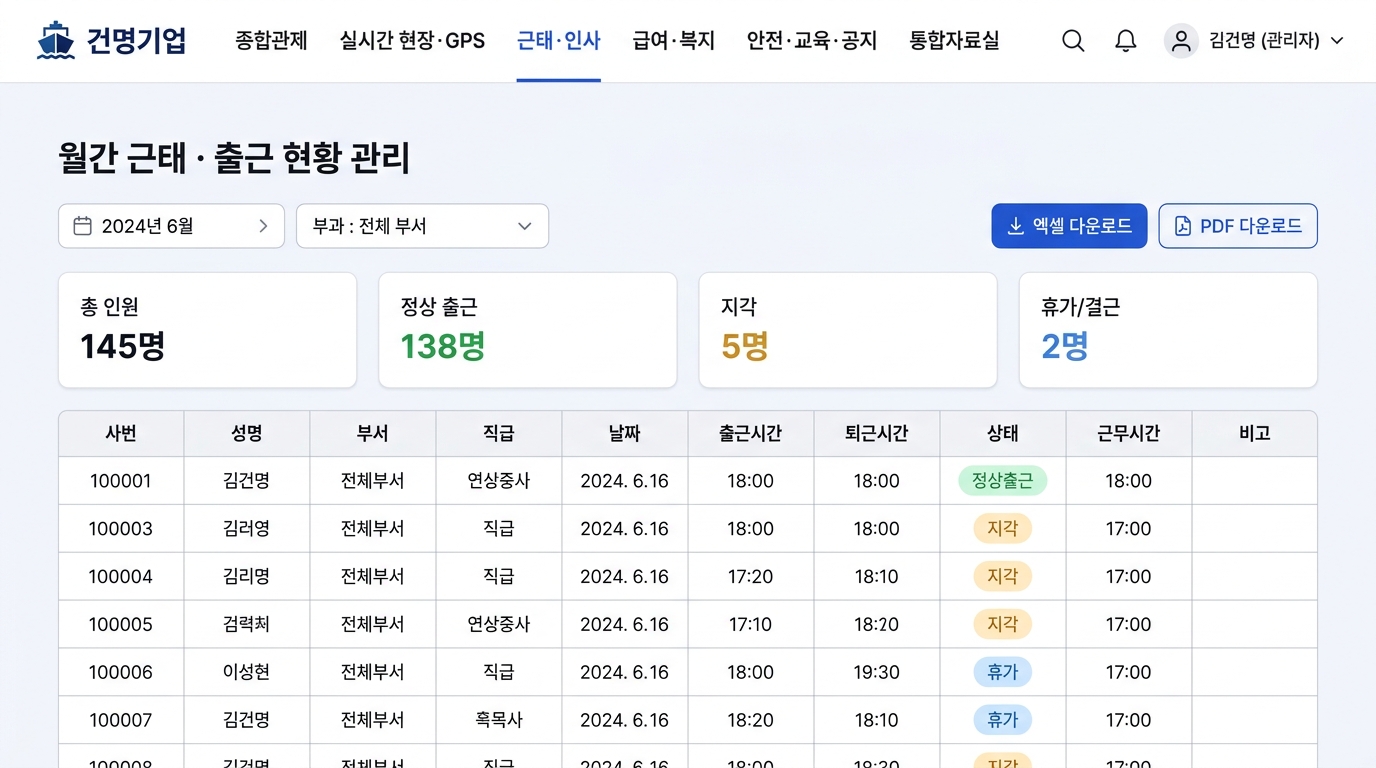 건명기업 종합관제 실시간 현장·GPS 근태·인사 급여·복지 안전·교육·공지 통합자료실 김건명 (관리자)
월간 근태 · 출근 현황 관리
2024년 6월 부과 : 전체 부서 엑셀 다운로드 PDF 다운로드
총 인원 정상 출근 지각 휴가/결근
145명 138명 5명 2명
사번 성명 부서 직급 날짜 출근시간 퇴근시간 상태 근무시간 비고
100001 김건명 전체부서 연상중사 2024. 6.16 18:00 18:00 정상출근 18:00
100003 김러영 전체부서 직급 2024. 6.16 18:00 18:00 지각 17:00
100004 김리명 전체부서 직급 2024. 6.16 17:20 18:10 지각 17:00
100005 전체부서 연상중사 2024. 6.16 17:10 18:20 지각 17:00
100006 이성현 전체부서 직급 2024. 6.16 18:00 19:30 휴가 17:00
100007 김건명 전체부서 2024. 6.16 18:20 18:10 휴가 17:00